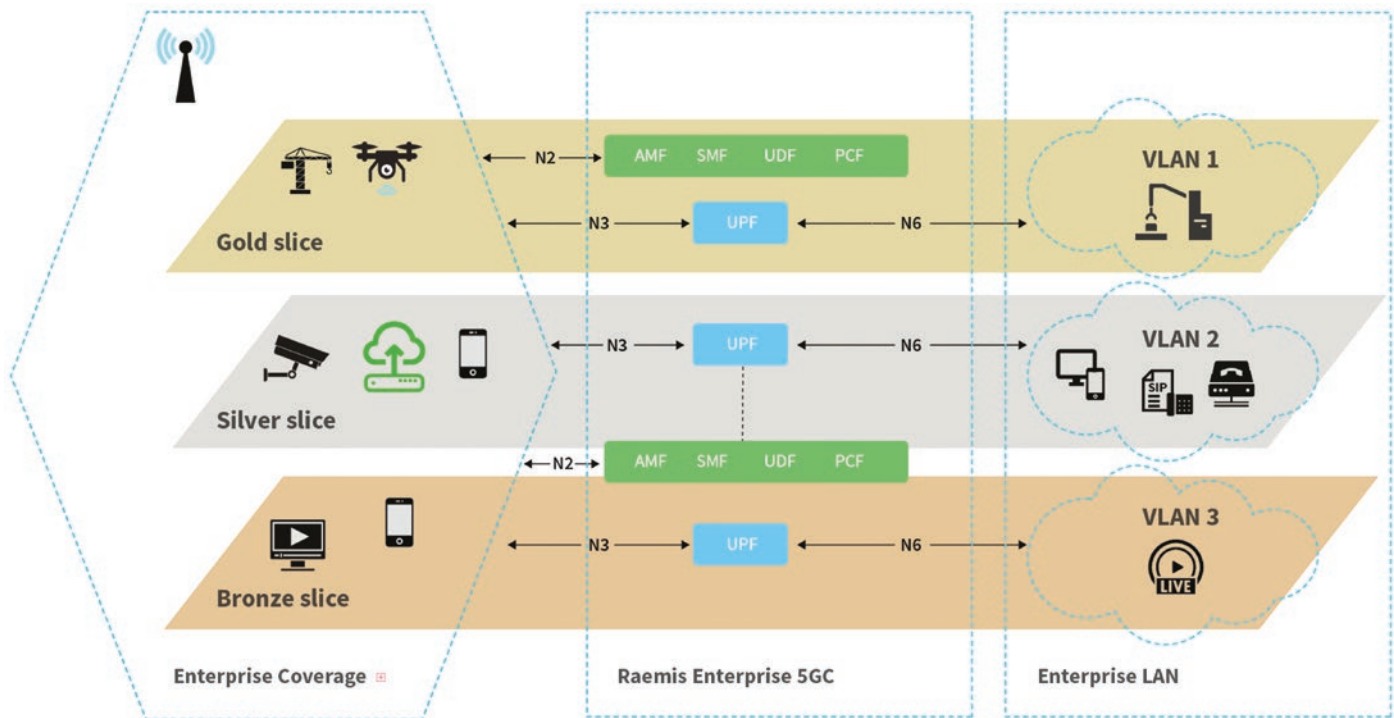 N2
AMF SMF UDF PCF
VLAN 1
N3
UPF
N6
Gold slice
N3
UPF
N6
VLAN 2
SIP
Silver slice
N2
AMF SMF UDF PCF
VLAN 3
N3
UPF
N6
LIVE
Bronze slice
Enterprise Coverage
Raemis Enterprise 5GC
Enterprise LAN